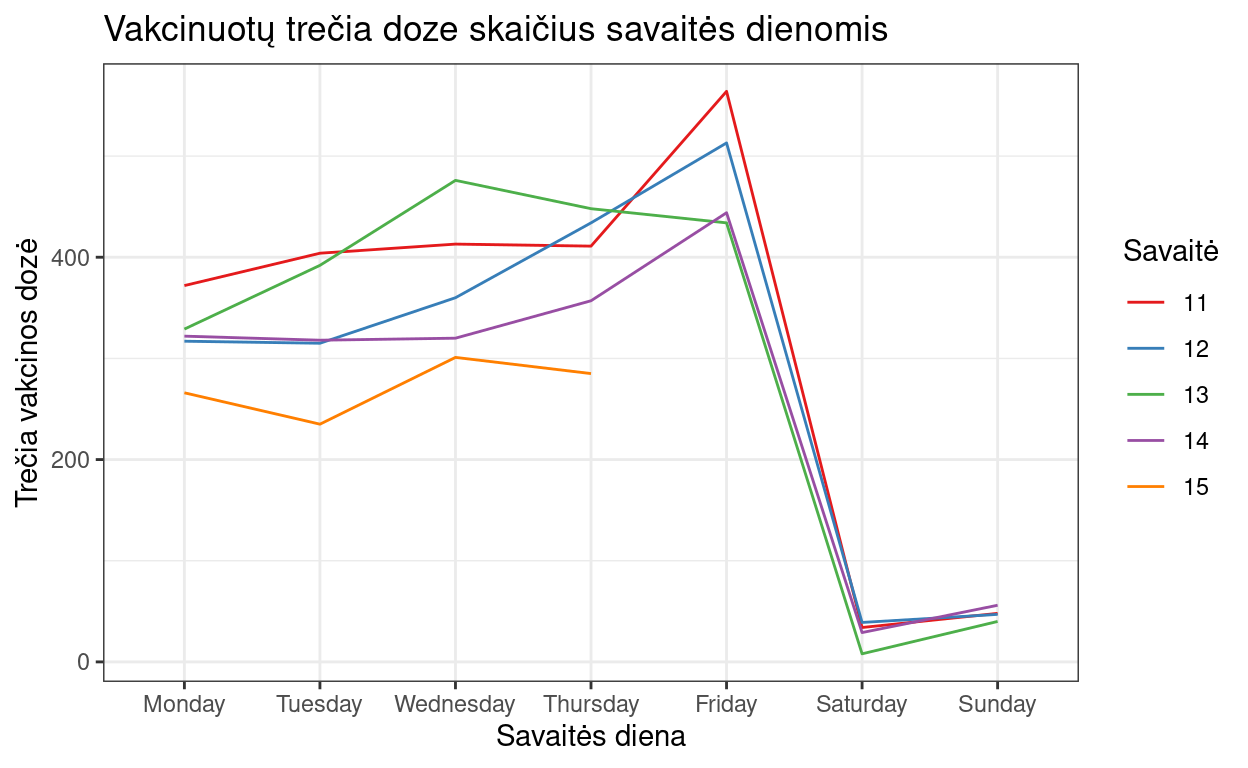 Vakcinuotų trečia doze skaičius savaitės dienomis
Trečia vakcinos dozė
400
200
0
Monday Tuesday Wednesday Thursday Friday Saturday Sunday
Savaitės diena
Savaitė
11
12
13
14
15